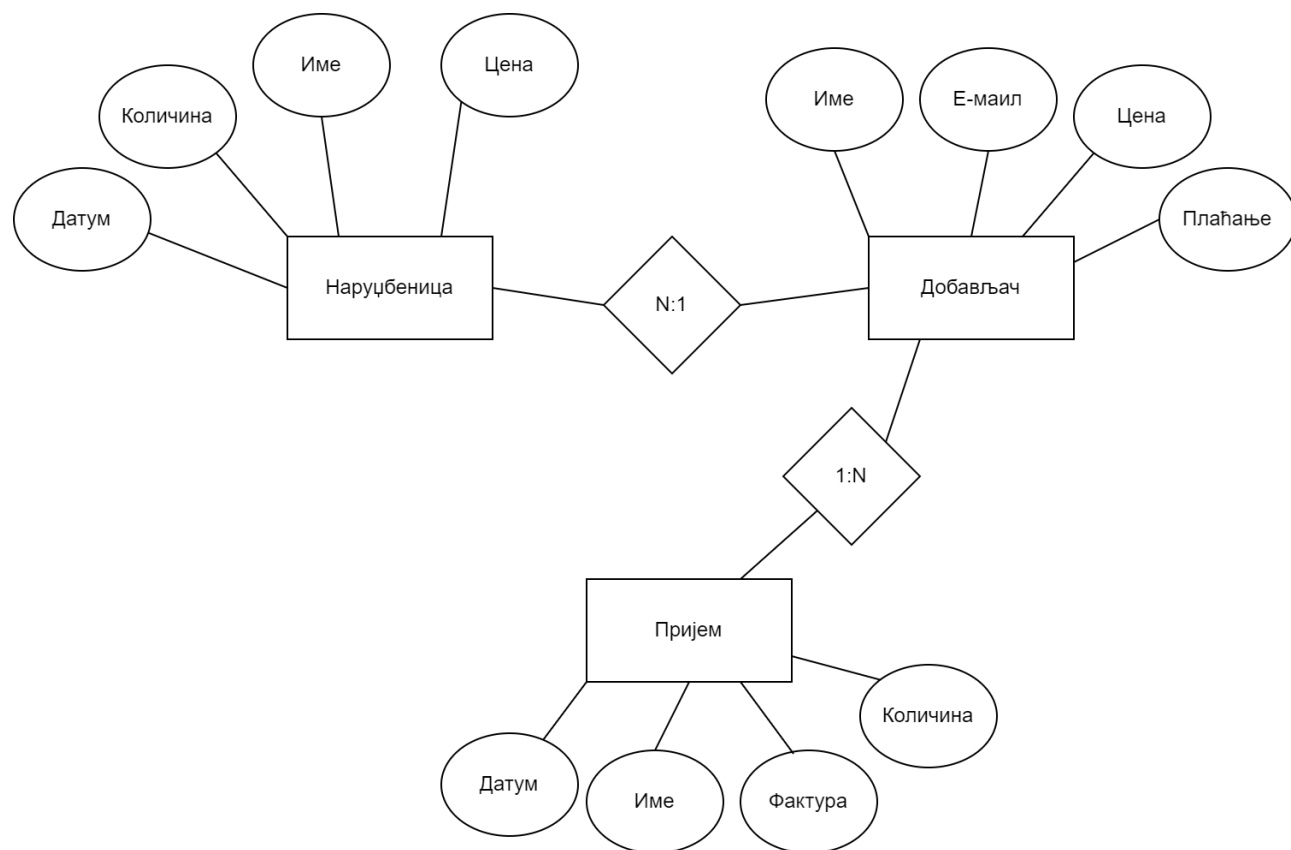 Име
Цена
Количина
Датум
Наруџбеница
N:1
Име
Е-маил
Цена
Плаћање
Добављач
1:N
Пријем
Количина
Датум
Име
Фактура